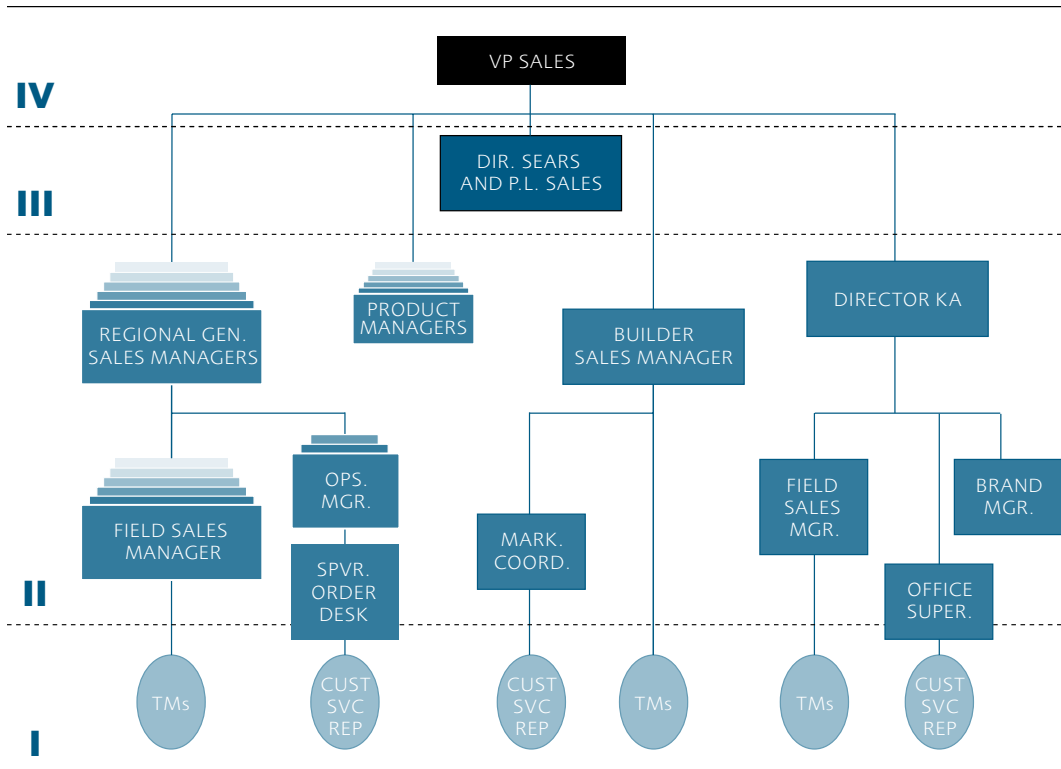 VP SALES
IV
DIR. SEARS
AND P.L. SALES
III
REGIONAL GEN.
SALES MANAGERS
PRODUCT
MANAGERS
BUILDER
SALES MANAGER
DIRECTOR KA
FIELD SALES
MANAGER
OPS.
MGR.
SPVR.
ORDER
DESK
MARK.
COORD.
FIELD
SALES
MGR.
OFFICE
SUPER.
BRAND
MGR.
II
TMs
CUST
SVC
REP
CUST
SVC
REP
TMs
TMs
CUST
SVC
REP
I